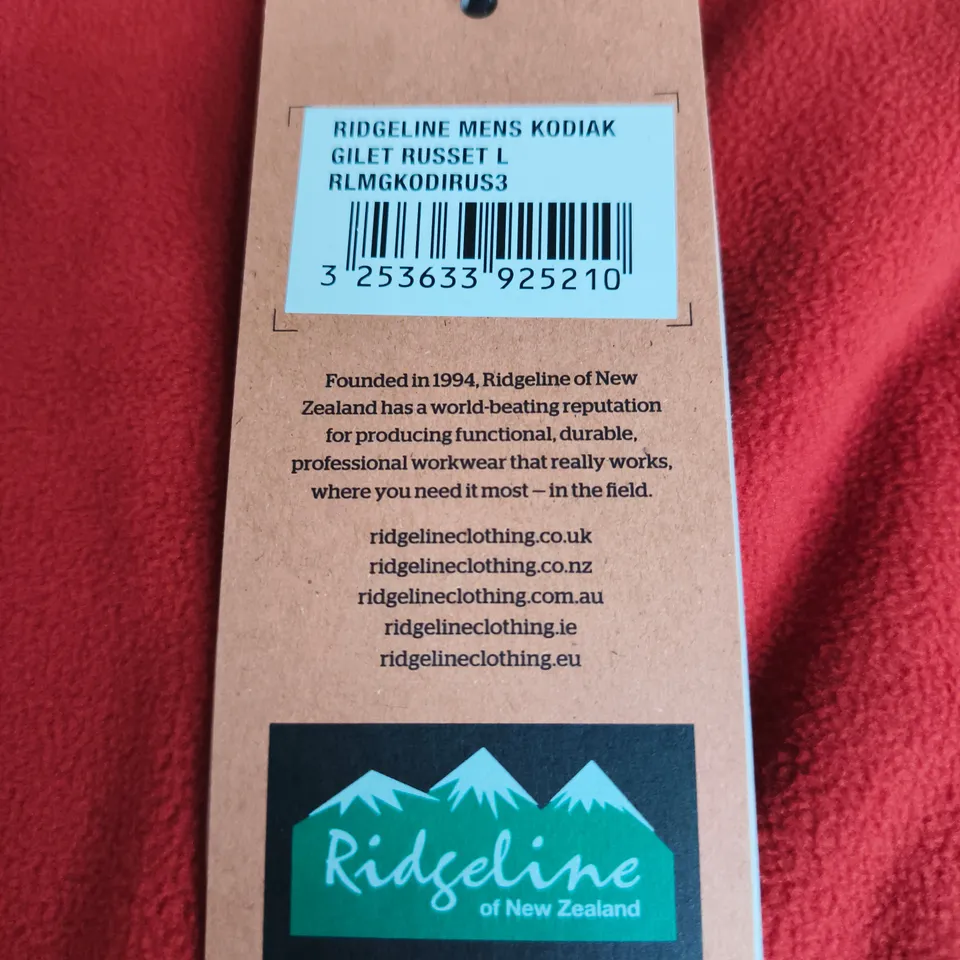 RIDGELINE MENS KODIAK
GILET RUSSET L
RLMGKODIRUS3
3 253633 925210
Founded in 1994, Ridgeline of New
Zealand has a world-beating reputation
for producing functional, durable,
professional workwear that really works,
where you need it most – in the field.
ridgelineclothing.co.uk
ridgelineclothing.co.nz
ridgelineclothing.com.au
ridgelineclothing.ie
ridgelineclothing.eu
Ridgeline
of New Zealand